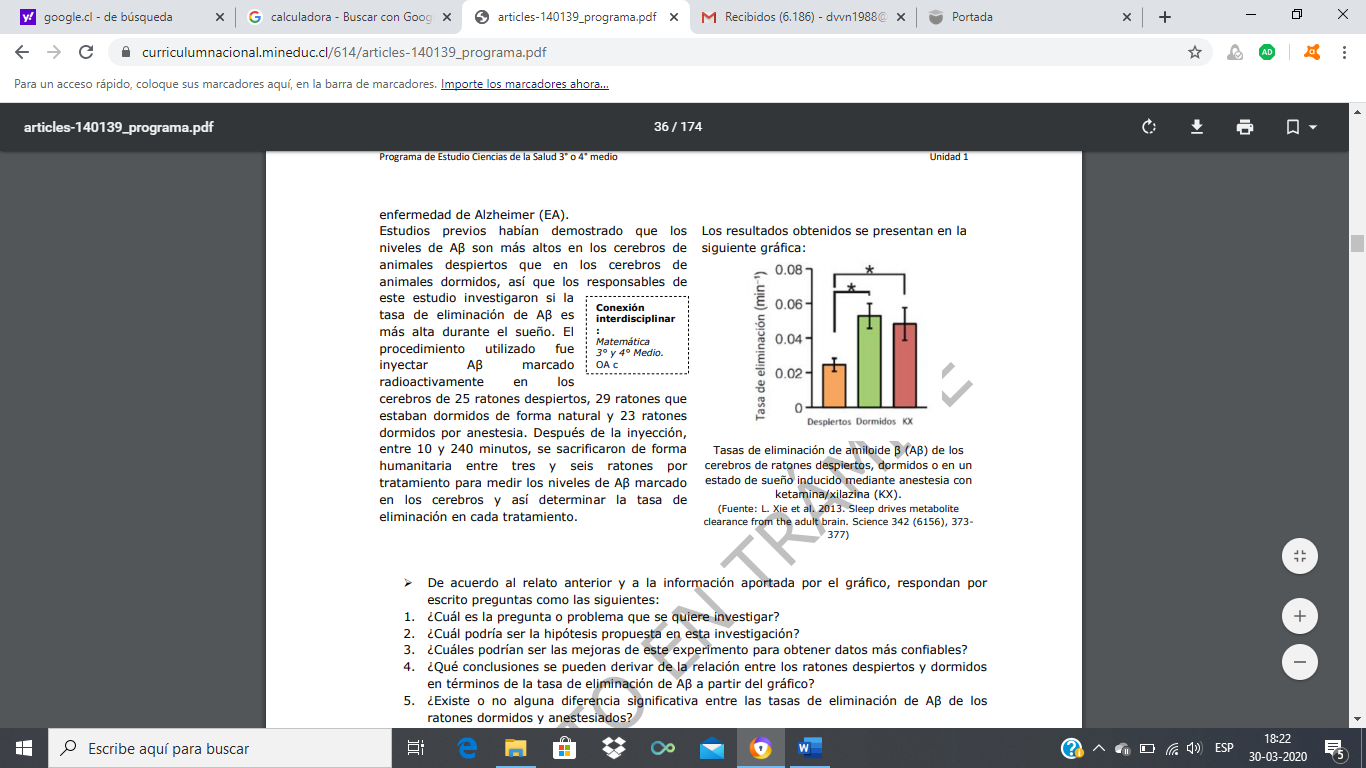 google.cl - de búsqueda
calculadora - Buscar con Goog
articles-140139_programa.pdf
Recibidos (6.186) - dvvn1988@
Portada
curriculumnacional.mineduc.cl/614/articles-140139_programa.pdf
Para un acceso rápido, coloque sus marcadores aquí, en la barra de marcadores. Importe los marcadores ahora...
articles-140139_programa.pdf
36 / 174
Programa de Estudio Ciencias de la Salud 3° o 4° medio
Unidad 1
enfermedad de Alzheimer (EA).
Estudios previos habían demostrado que los
niveles de Aβ son más altos en los cerebros de
animales despiertos que en los cerebros de
animales dormidos, así que los responsables de
este estudio investigaron si la
tasa de eliminación de Aβ es
más alta durante el sueño. El
procedimiento utilizado fue
inyectar Aβ marcado
radioactivamente en los
cerebros de 25 ratones despiertos, 29 ratones que
estaban dormidos de forma natural y 23 ratones
dormidos por anestesia. Después de la inyección,
entre 10 y 240 minutos, se sacrificaron de forma
humanitaria entre tres y seis ratones por
tratamiento para medir los niveles de Aβ marcado
en los cerebros y así determinar la tasa de
eliminación en cada tratamiento.
Conexión
interdisciplinar
:
Matemática
3° y 4° Medio.
OA c
Los resultados obtenidos se presentan en la
siguiente gráfica:
Tasa de eliminación (min⁻¹)
0.08
0.06
0.04
0.02
0
* *
Despiertos Dormidos KX
Tasas de eliminación de amiloide β (Aβ) de los
cerebros de ratones despiertos, dormidos o en un
estado de sueño inducido mediante anestesia con
ketamina/xilazina (KX).
(Fuente: L. Xie et al. 2013. Sleep drives metabolite
clearance from the adult brain. Science 342 (6156), 373-
377)
➢ De acuerdo al relato anterior y a la información aportada por el gráfico, respondan por
escrito preguntas como las siguientes:
1. ¿Cuál es la pregunta o problema que se quiere investigar?
2. ¿Cuál podría ser la hipótesis propuesta en esta investigación?
3. ¿Cuáles podrían ser las mejoras de este experimento para obtener datos más confiables?
4. ¿Qué conclusiones se pueden derivar de la relación entre los ratones despiertos y dormidos
en términos de la tasa de eliminación de Aβ a partir del gráfico?
5. ¿Existe o no alguna diferencia significativa entre las tasas de eliminación de Aβ de los
ratones dormidos y anestesiados?
TO EN TRÁMITE
Escribe aquí para buscar
ESP
18:22
30-03-2020
5